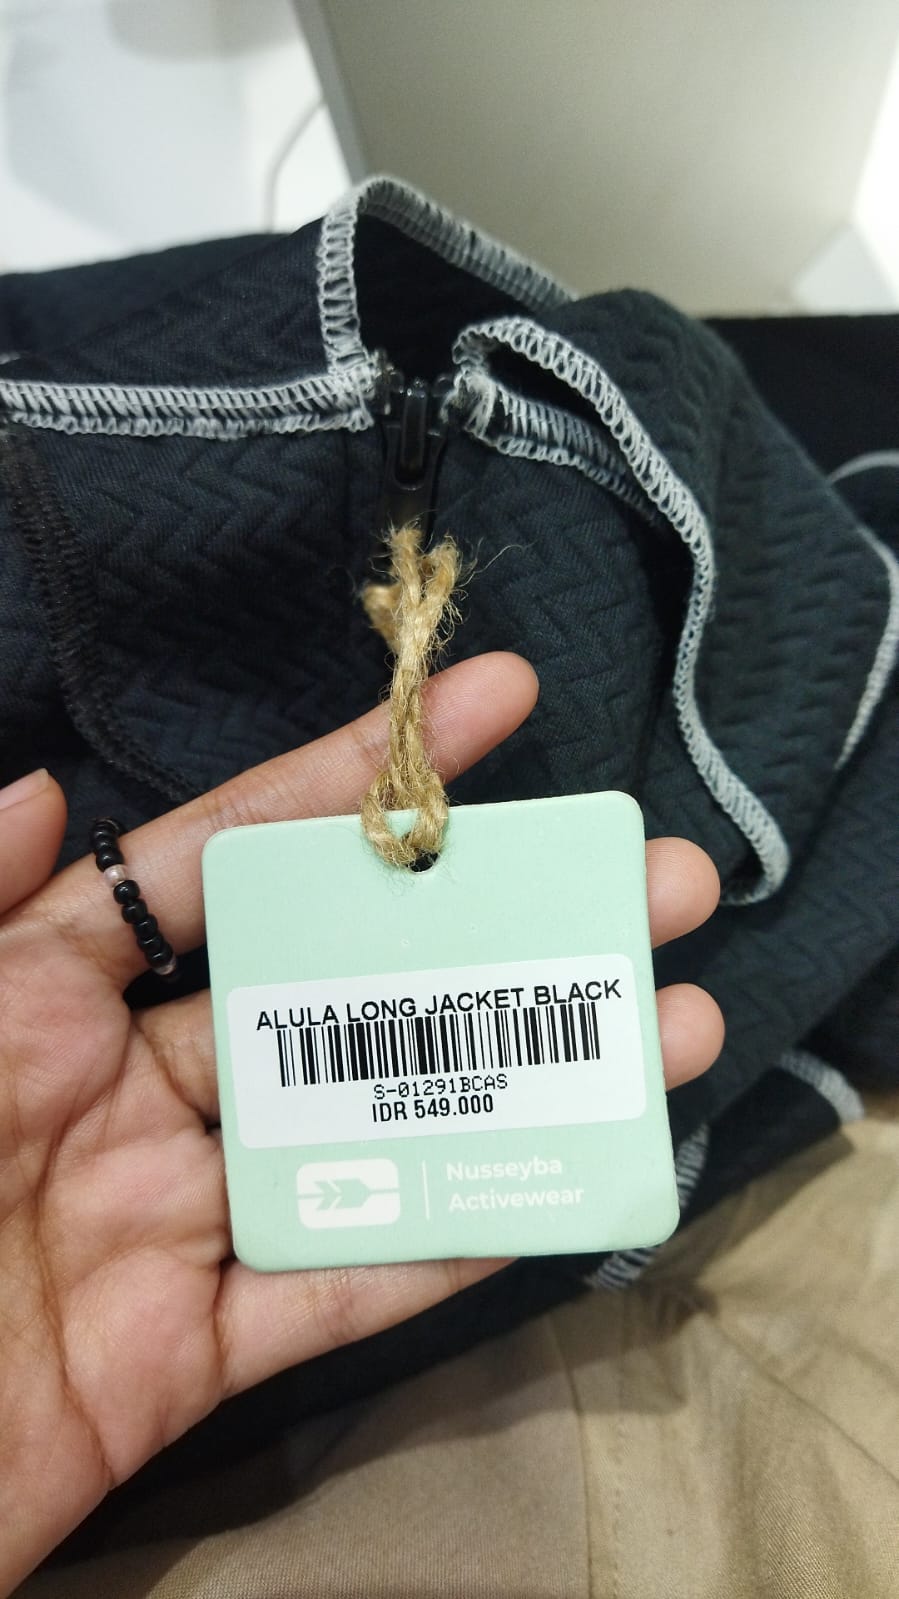 ALULA LONG JACKET BLACK
S-01291BCAS
IDR 549.000
Nusseyba
Activewear